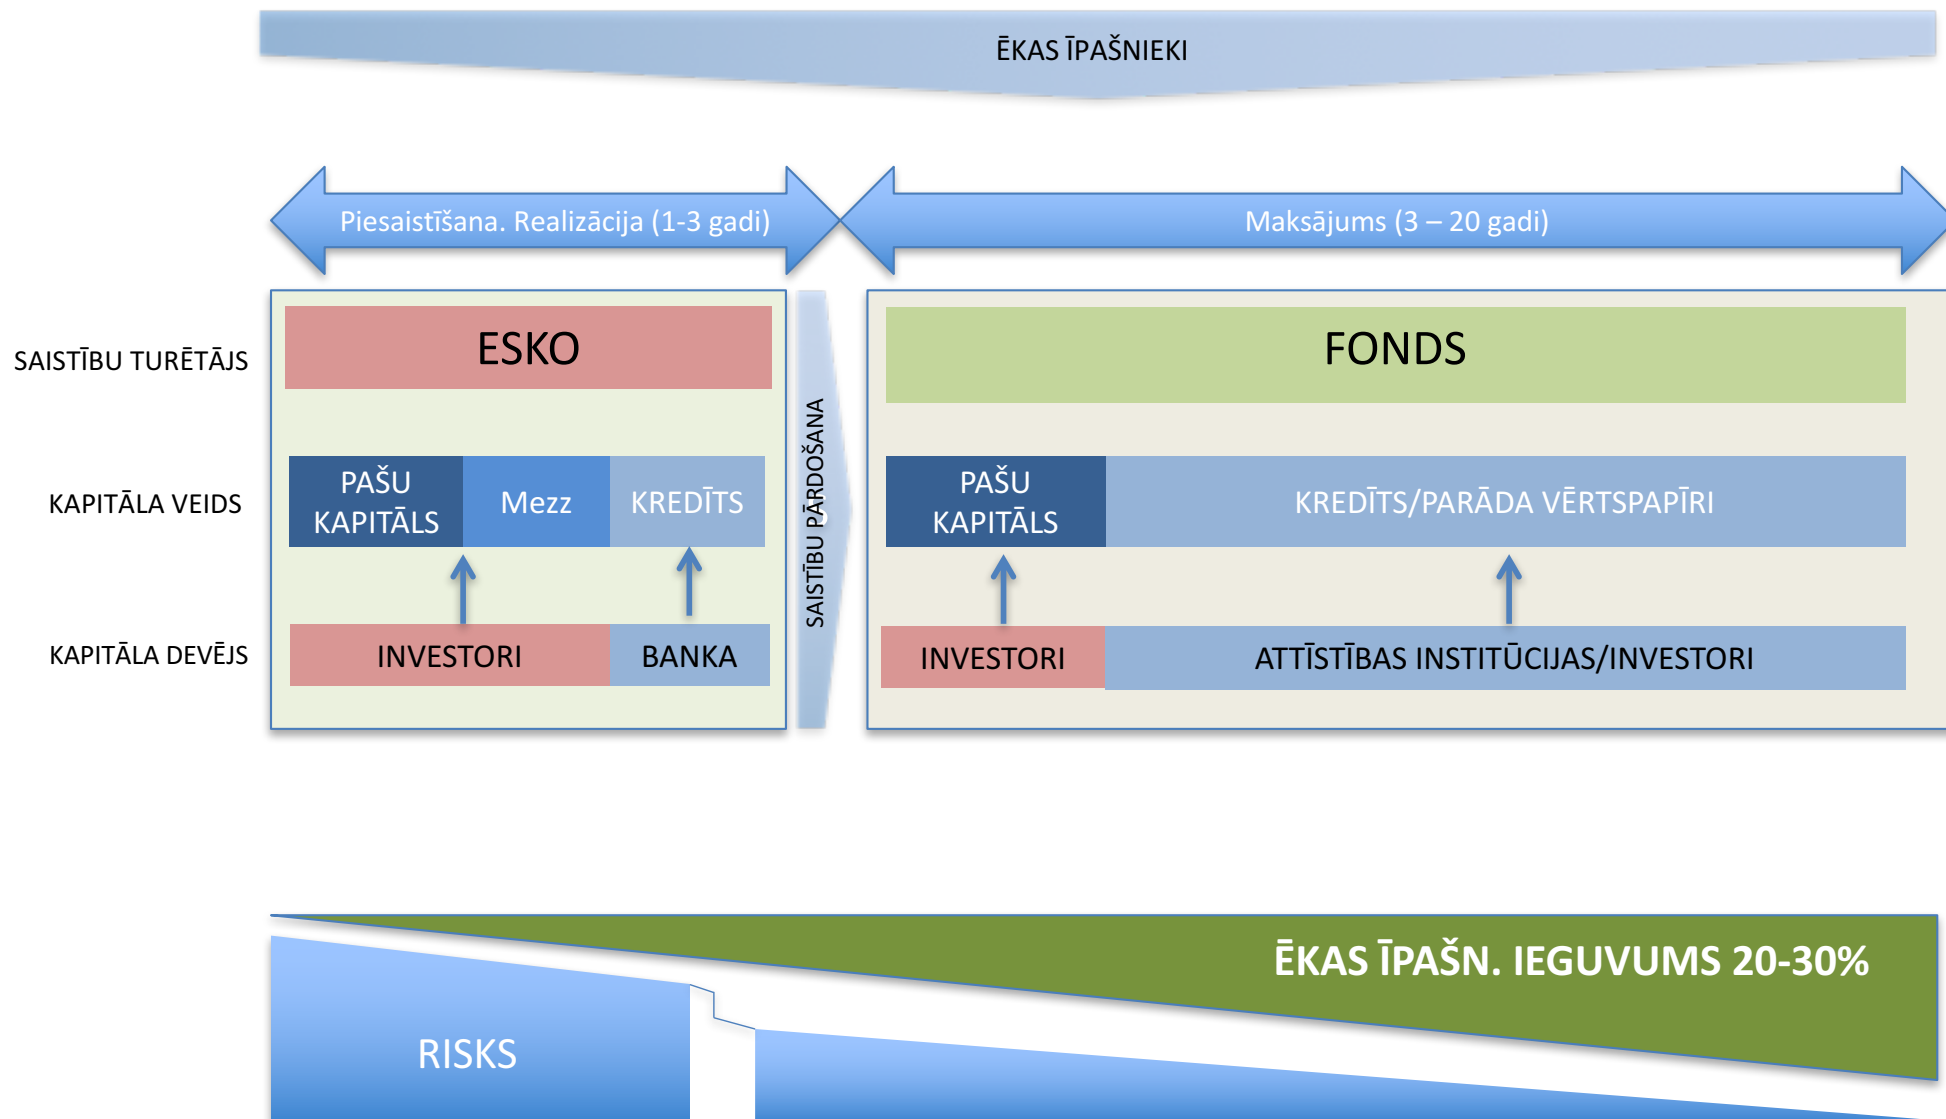 ĒKAS ĪPAŠNIEKI
Piesaistīšana. Realizācija (1-3 gadi)
Maksājums (3 – 20 gadi)
SAISTĪBU TURĒTĀJS
ESKO
FONDS
KAPITĀLA VEIDS
PAŠU
KAPITĀLS
Mezz
KREDĪTS
SAISTĪBU PĀRDOŠANA
PAŠU
KAPITĀLS
KREDĪTS/PARĀDA VĒRTSPAPĪRI
KAPITĀLA DEVĒJS
INVESTORI
BANKA
INVESTORI
ATTĪSTĪBAS INSTITŪCIJAS/INVESTORI
ĒKAS ĪPAŠN. IEGUVUMS 20-30%
RISKS